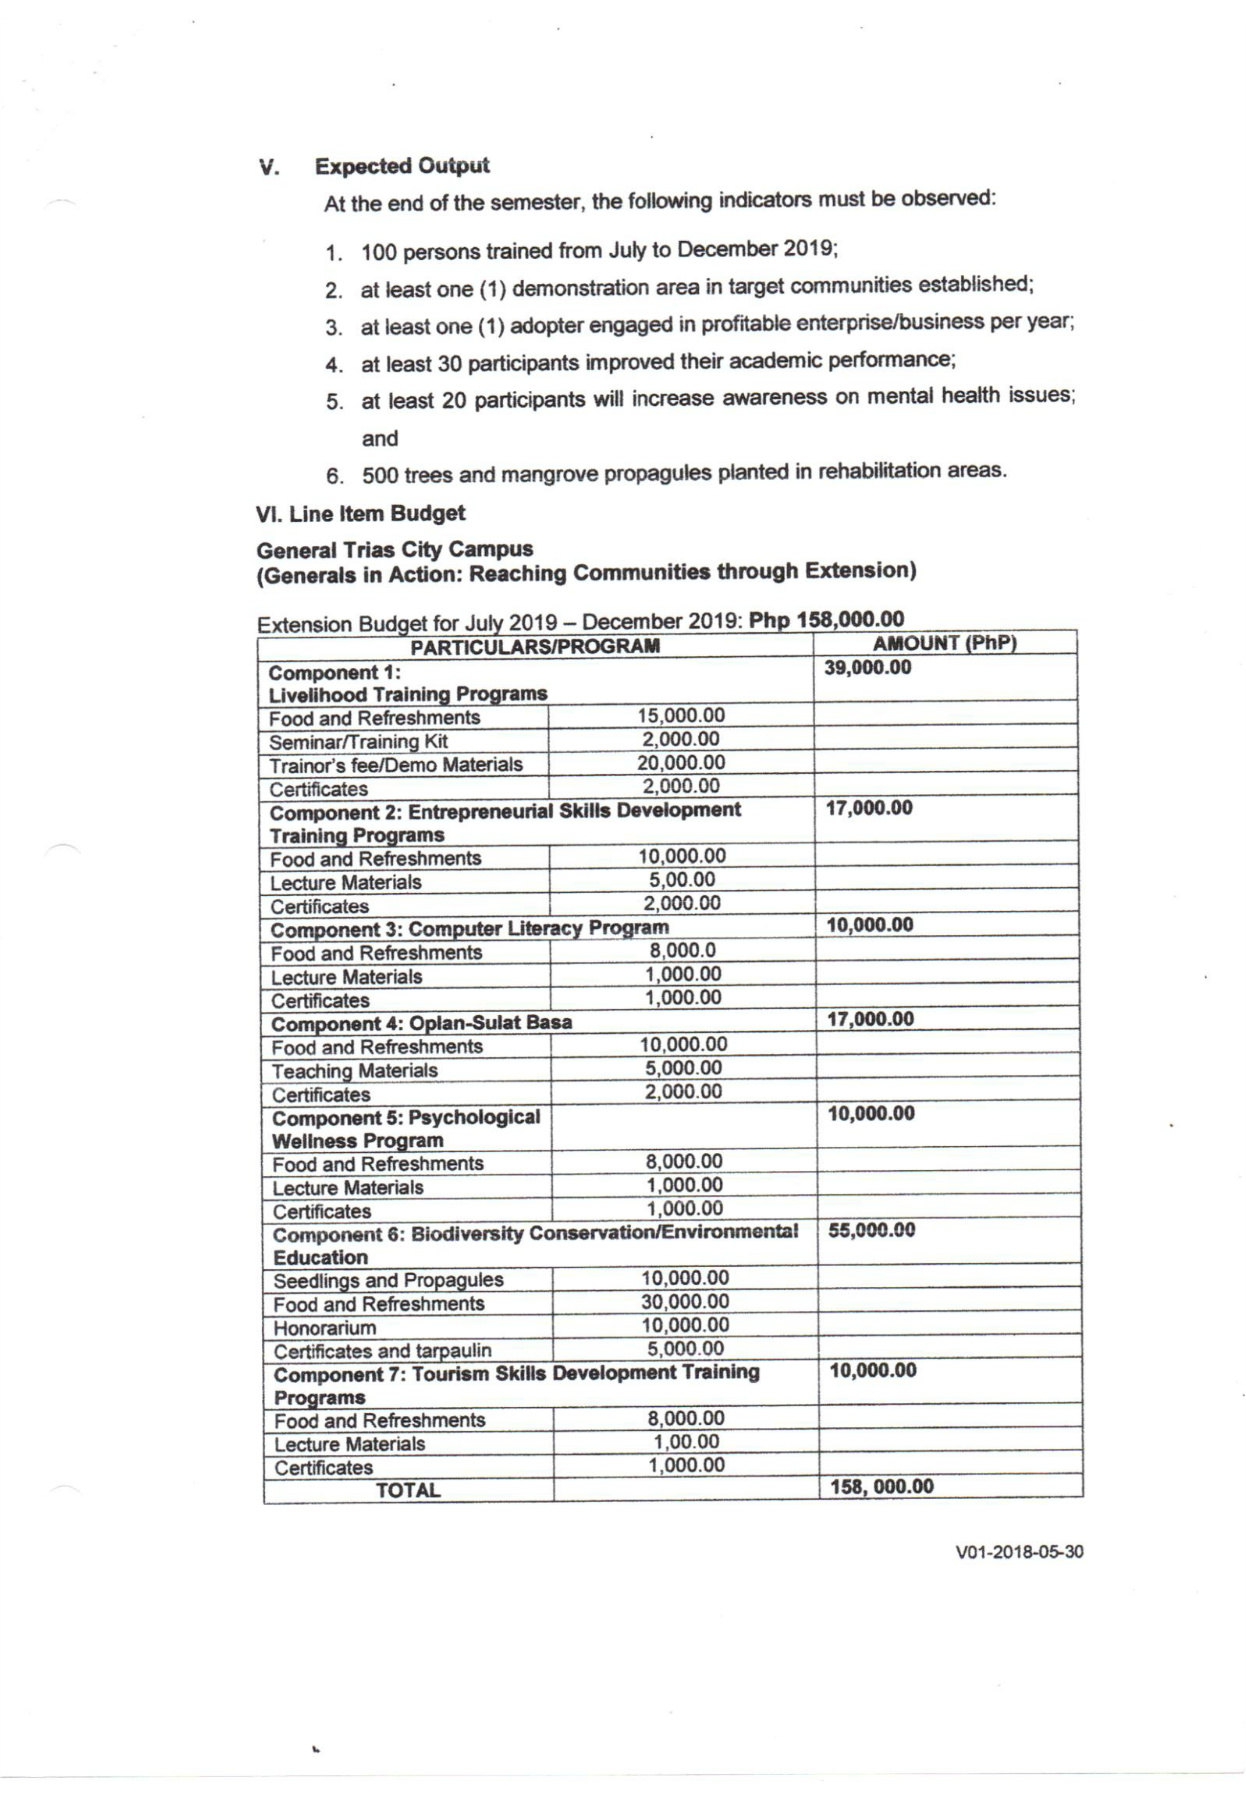 V. Expected Output
At the end of the semester, the following indicators must be observed:
1. 100 persons trained from July to December 2019;
2. at least one (1) demonstration area in target communities established;
3. at least one (1) adopter engaged in profitable enterprise/business per year;
4. at least 30 participants improved their academic performance;
5. at least 20 participants will increase awareness on mental health issues;
and
6. 500 trees and mangrove propagules planted in rehabilitation areas.
VI. Line Item Budget
General Trias City Campus
(Generals in Action: Reaching Communities through Extension)
Extension Budget for July 2019 – December 2019: Php 158,000.00
PARTICULARS/PROGRAM AMOUNT (PhP)
Component 1: 39,000.00
Livelihood Training Programs
Food and Refreshments 15,000.00
Seminar/Training Kit 2,000.00
Trainor's fee/Demo Materials 20,000.00
Certificates 2,000.00
Component 2: Entrepreneurial Skills Development 17,000.00
Training Programs
Food and Refreshments 10,000.00
Lecture Materials 5,00.00
Certificates 2,000.00
Component 3: Computer Literacy Program 10,000.00
Food and Refreshments 8,000.0
Lecture Materials 1,000.00
Certificates 1,000.00
Component 4: Oplan-Sulat Basa 17,000.00
Food and Refreshments 10,000.00
Teaching Materials 5,000.00
Certificates 2,000.00
Component 5: Psychological 10,000.00
Wellness Program
Food and Refreshments 8,000.00
Lecture Materials 1,000.00
Certificates 1,000.00
Component 6: Biodiversity Conservation/Environmental 55,000.00
Education
Seedlings and Propagules 10,000.00
Food and Refreshments 30,000.00
Honorarium 10,000.00
Certificates and tarpaulin 5,000.00
Component 7: Tourism Skills Development Training 10,000.00
Programs
Food and Refreshments 8,000.00
Lecture Materials 1,00.00
Certificates 1,000.00
TOTAL 158, 000.00
V01-2018-05-30